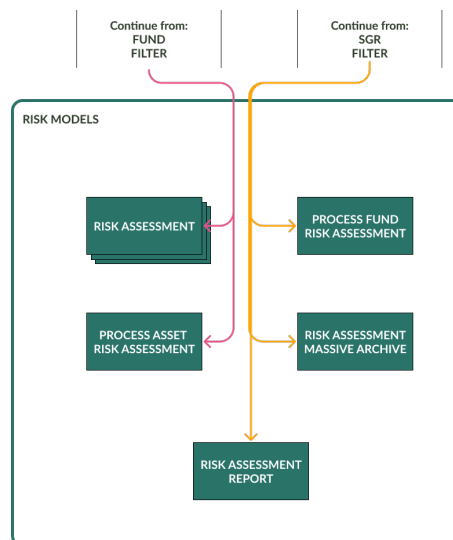 Continue from:
FUND
FILTER
Continue from:
SGR
FILTER
RISK MODELS
RISK ASSESSMENT
PROCESS FUND
RISK ASSESSMENT
PROCESS ASSET
RISK ASSESSMENT
RISK ASSESSMENT
MASSIVE ARCHIVE
RISK ASSESSMENT
REPORT